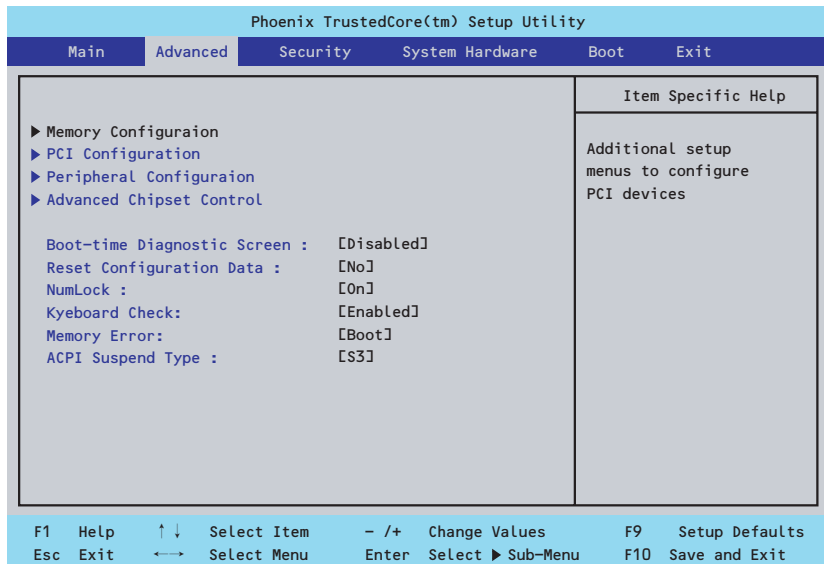 Phoenix TrustedCore(tm) Setup Utility
Main Advanced Security System Hardware Boot Exit
Item Specific Help
▶ Memory Configuraion
▶ PCI Configuration
▶ Peripheral Configuraion
▶ Advanced Chipset Control
Additional setup
menus to configure
PCI devices
Boot-time Diagnostic Screen : [Disabled]
Reset Configuration Data : [No]
NumLock : [On]
Kyeboard Check: [Enabled]
Memory Error: [Boot]
ACPI Suspend Type : [S3]
F1 Help ↑↓ Select Item - /+ Change Values F9 Setup Defaults
Esc Exit ←→ Select Menu Enter Select ▶ Sub-Menu F10 Save and Exit